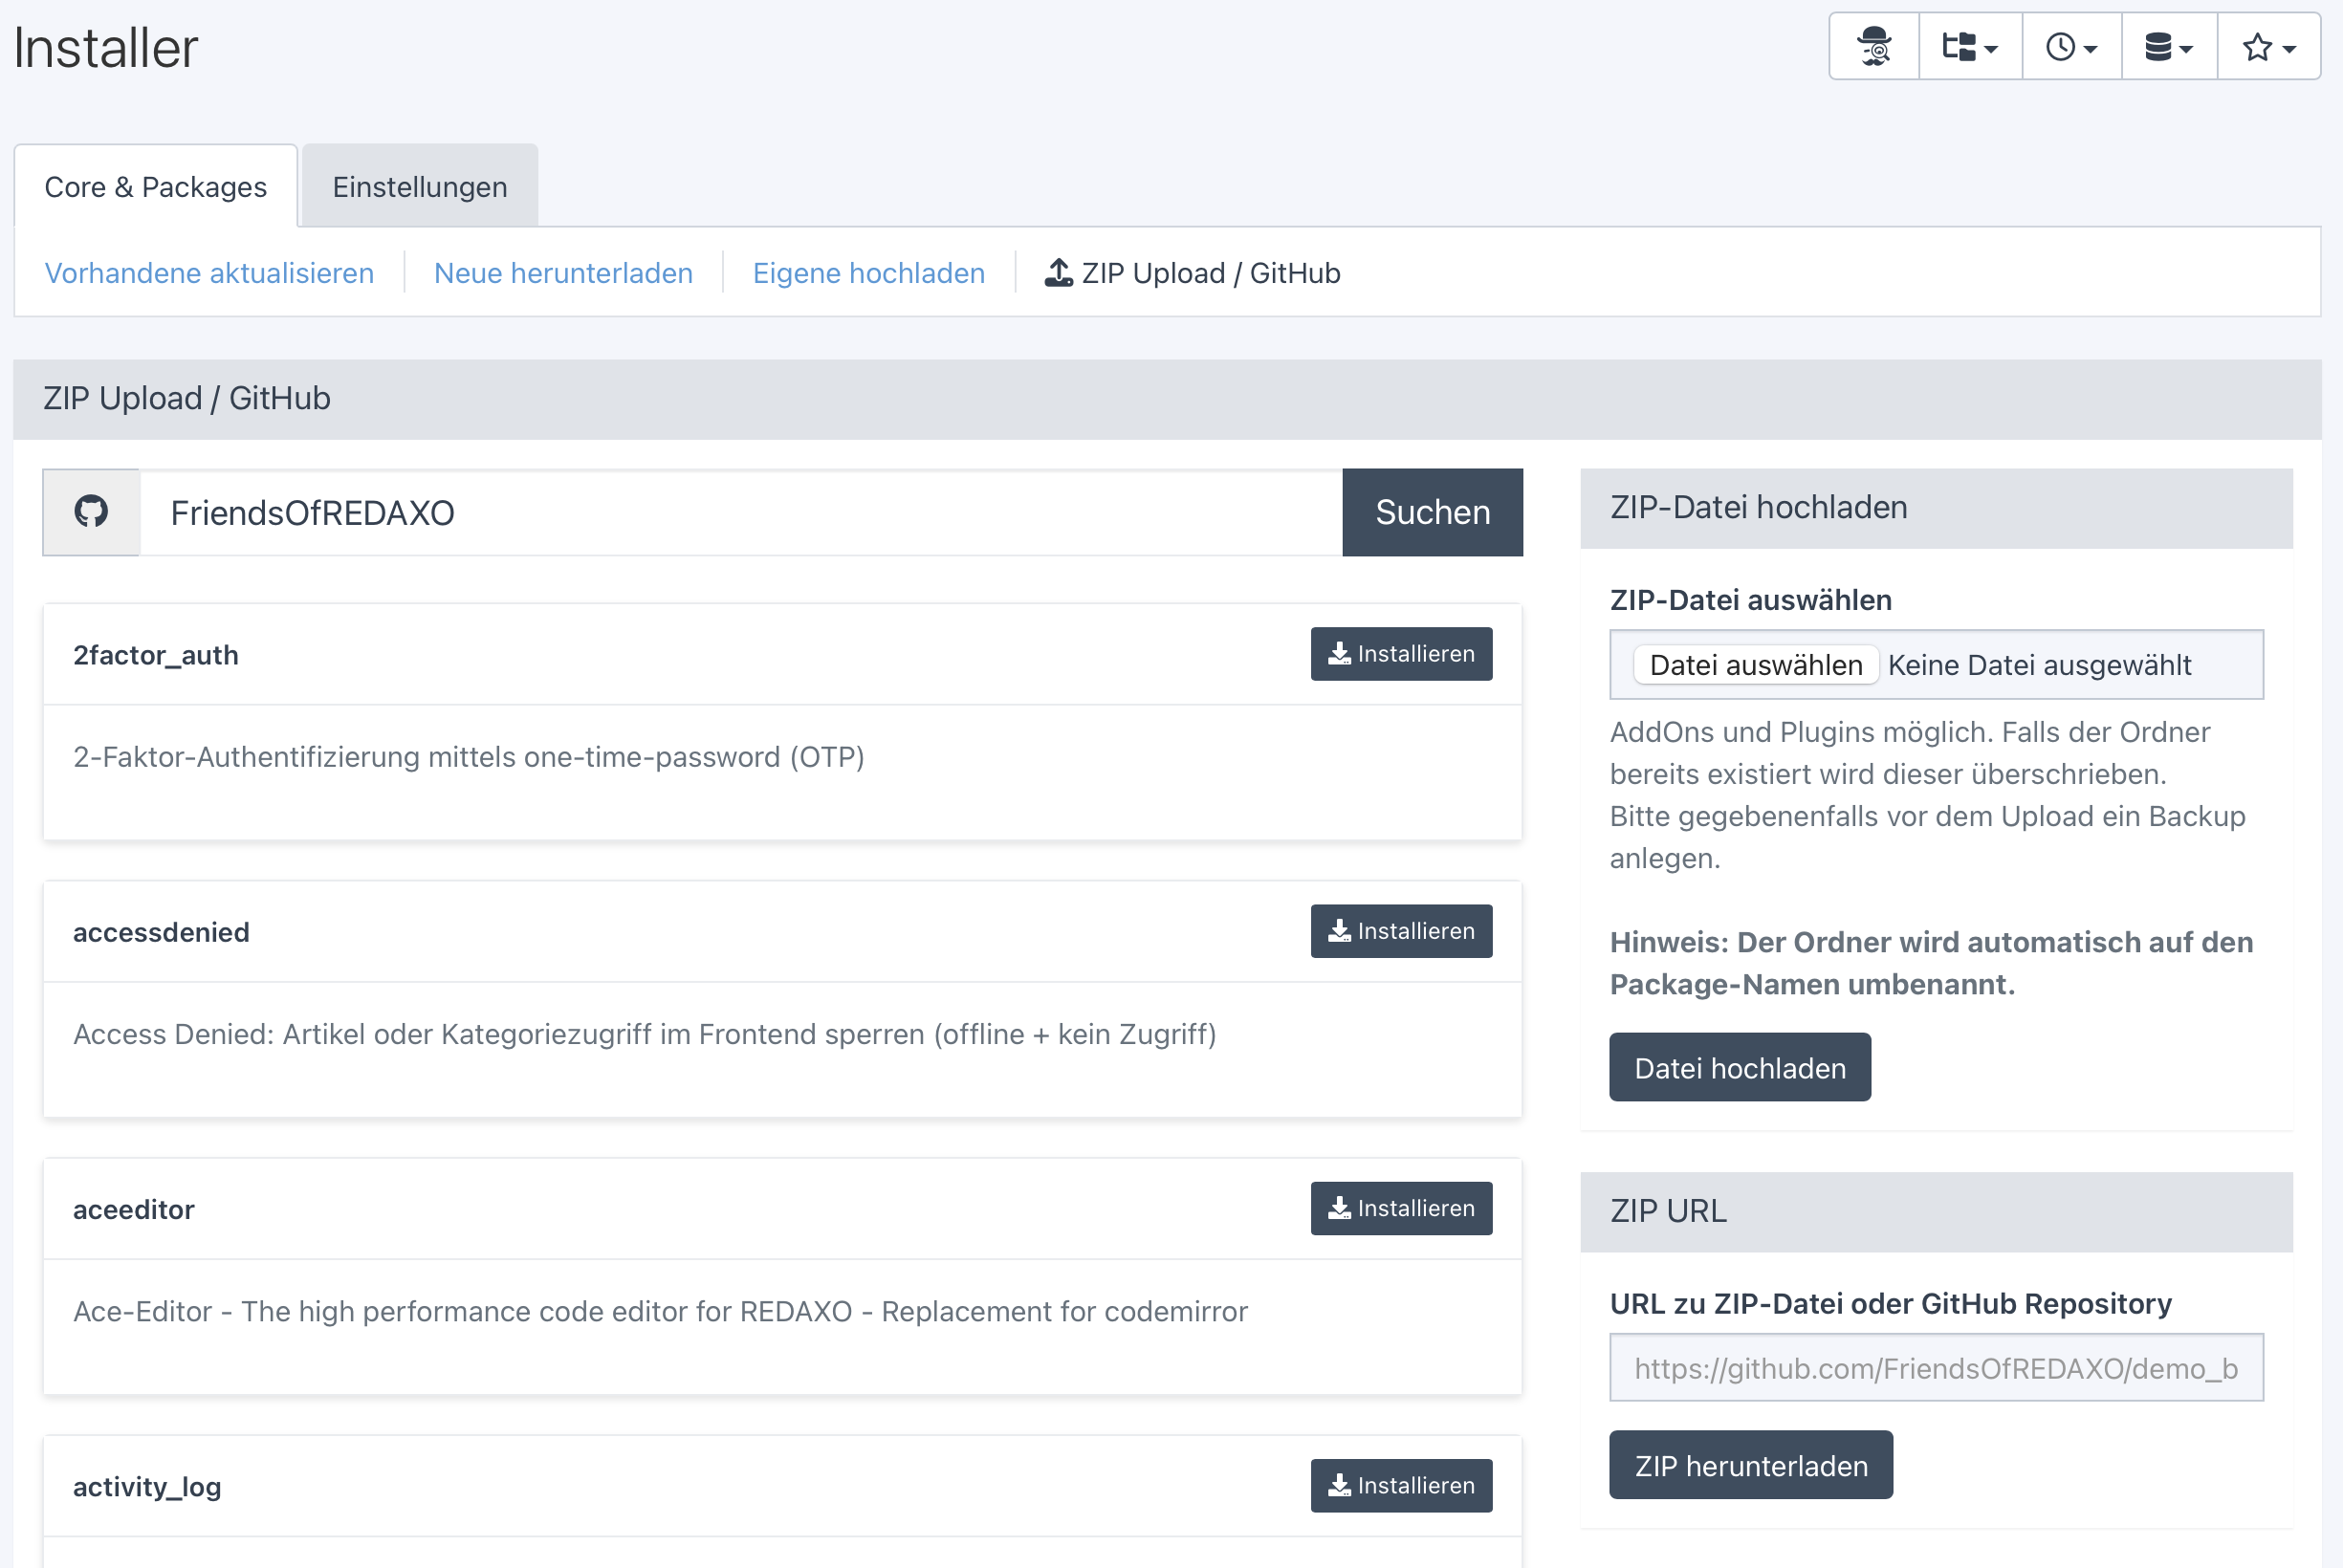 Installer
Core & Packages
Einstellungen
Vorhandene aktualisieren
Neue herunterladen
Eigene hochladen
ZIP Upload / GitHub
ZIP Upload / GitHub
FriendsOfREDAXO
Suchen
2factor_auth
Installieren
2-Faktor-Authentifizierung mittels one-time-password (OTP)
accessdenied
Installieren
Access Denied: Artikel oder Kategoriezugriff im Frontend sperren (offline + kein Zugriff)
aceeditor
Installieren
Ace-Editor - The high performance code editor for REDAXO - Replacement for codemirror
activity_log
Installieren
ZIP-Datei hochladen
ZIP-Datei auswählen
Datei auswählen Keine Datei ausgewählt
AddOns und Plugins möglich. Falls der Ordner
bereits existiert wird dieser überschrieben.
Bitte gegebenenfalls vor dem Upload ein Backup
anlegen.
Hinweis: Der Ordner wird automatisch auf den
Package-Namen umbenannt.
Datei hochladen
ZIP URL
URL zu ZIP-Datei oder GitHub Repository
https://github.com/FriendsOfREDAXO/demo_b
ZIP herunterladen